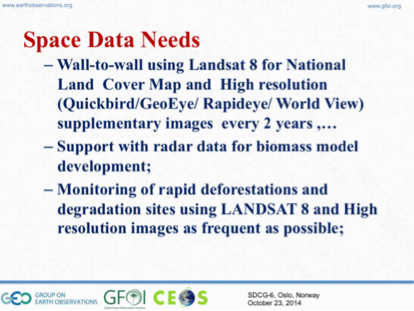 www.earthobservations.org
www.gfoi.org
Space Data Needs
– Wall-to-wall using Landsat 8 for National
Land Cover Map and High resolution
(Quickbird/GeoEye/ Rapideye/ World View)
supplementary images every 2 years ,…
– Support with radar data for biomass model
development;
– Monitoring of rapid deforestations and
degradation sites using LANDSAT 8 and High
resolution images as frequent as possible;
GEO GROUP ON
EARTH OBSERVATIONS
GFOI
CEOS
SDCG-6, Oslo, Norway
October 23, 2014